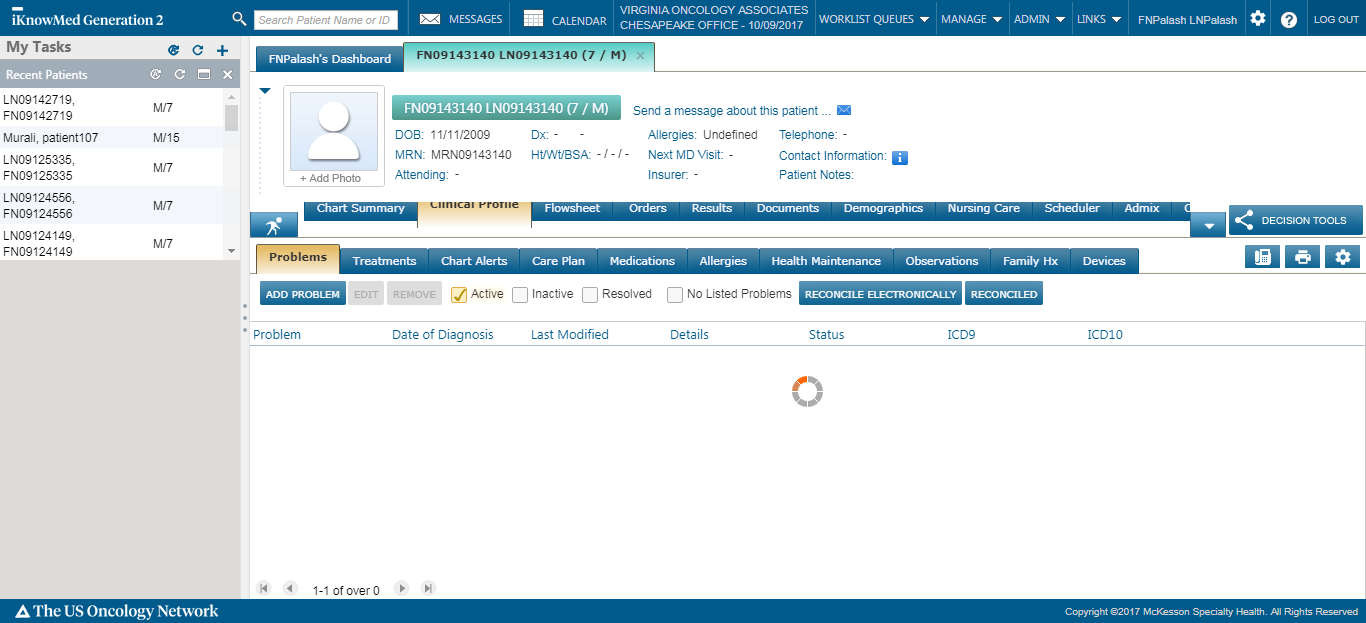 iKnowMed Generation 2
Search Patient Name or ID
MESSAGES
CALENDAR
VIRGINIA ONCOLOGY ASSOCIATES
CHESAPEAKE OFFICE - 10/09/2017
WORKLIST QUEUES
MANAGE
ADMIN
LINKS
FNPalash LNPalash
LOG OUT
My Tasks
Recent Patients
LN09142719,
FN09142719
M/7
Murali, patient107
M/15
LN09125335,
FN09125335
M/7
LN09124556,
FN09124556
M/7
LN09124149,
FN09124149
M/7
FNPalash's Dashboard
FN09143140 LN09143140 (7 / M)
+ Add Photo
FN09143140 LN09143140 (7 / M)
Send a message about this patient ...
DOB: 11/11/2009
Dx: - -
Allergies: Undefined
Telephone: -
MRN: MRN09143140
Ht/Wt/BSA: - / - / -
Next MD Visit: -
Contact Information:
Attending: -
Insurer: -
Patient Notes:
Chart Summary
Clinical Profile
Flowsheet
Orders
Results
Documents
Demographics
Nursing Care
Scheduler
Admix
DECISION TOOLS
Problems
Treatments
Chart Alerts
Care Plan
Medications
Allergies
Health Maintenance
Observations
Family Hx
Devices
ADD PROBLEM
EDIT
REMOVE
Active
Inactive
Resolved
No Listed Problems
RECONCILE ELECTRONICALLY
RECONCILED
Problem
Date of Diagnosis
Last Modified
Details
Status
ICD9
ICD10
1-1 of over 0
The US Oncology Network
Copyright ©2017 McKesson Specialty Health. All Rights Reserved